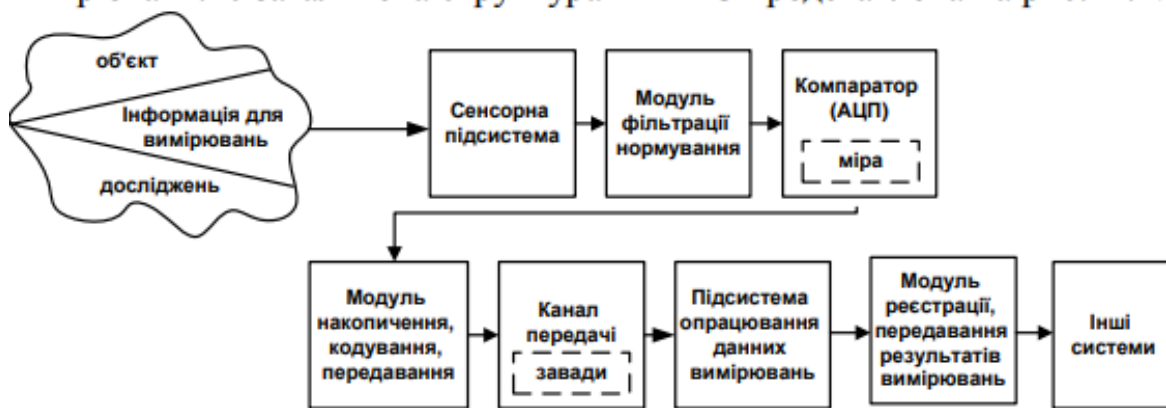 об'єкт
Інформація для
вимірювань
досліджень
Сенсорна
підсистема
Модуль
фільтрації
нормування
Компаратор
(АЦП)
міра
Модуль
накопичення,
кодування,
передавання
Канал
передачі
завади
Підсистема
опрацювання
данних
вимірювань
Модуль
реєстрації,
передавання
результатів
вимірювань
Інші
системи